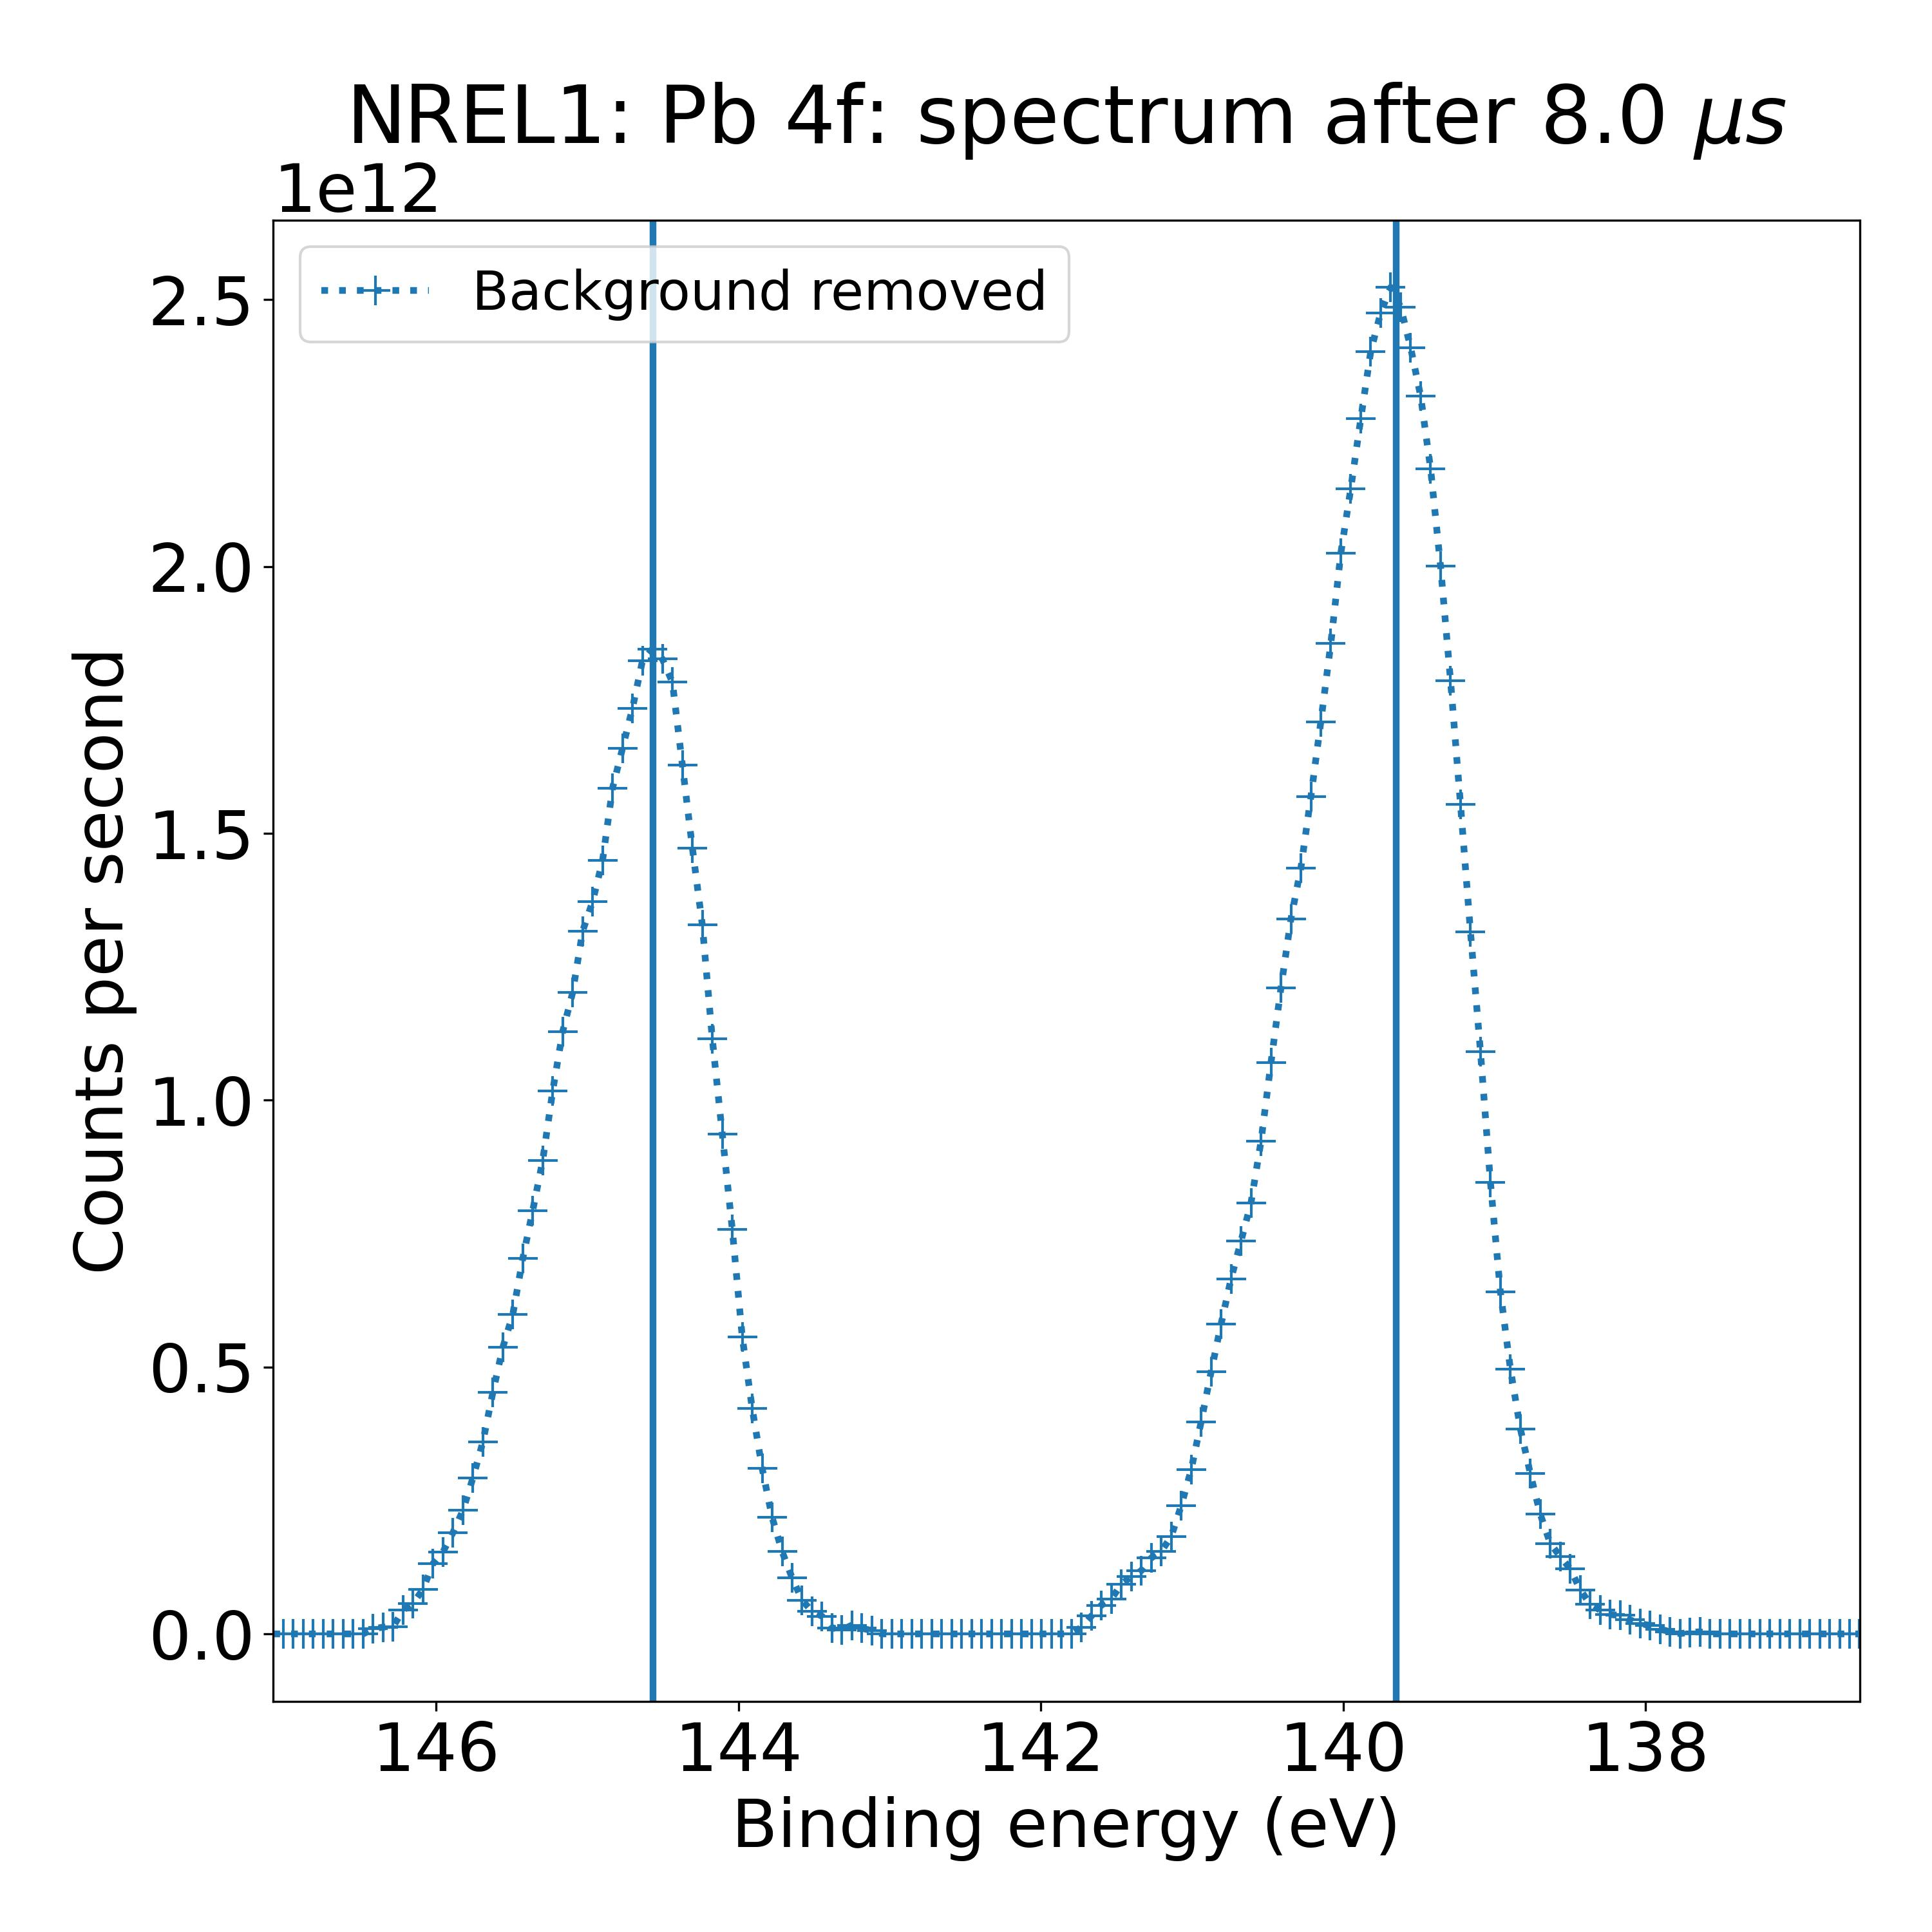 NREL1: Pb 4f: spectrum after 8.0 μs
1e12
Background removed
2.5
2.0
1.5
1.0
0.5
0.0
Counts per second
146 144 142 140 138
Binding energy (eV)